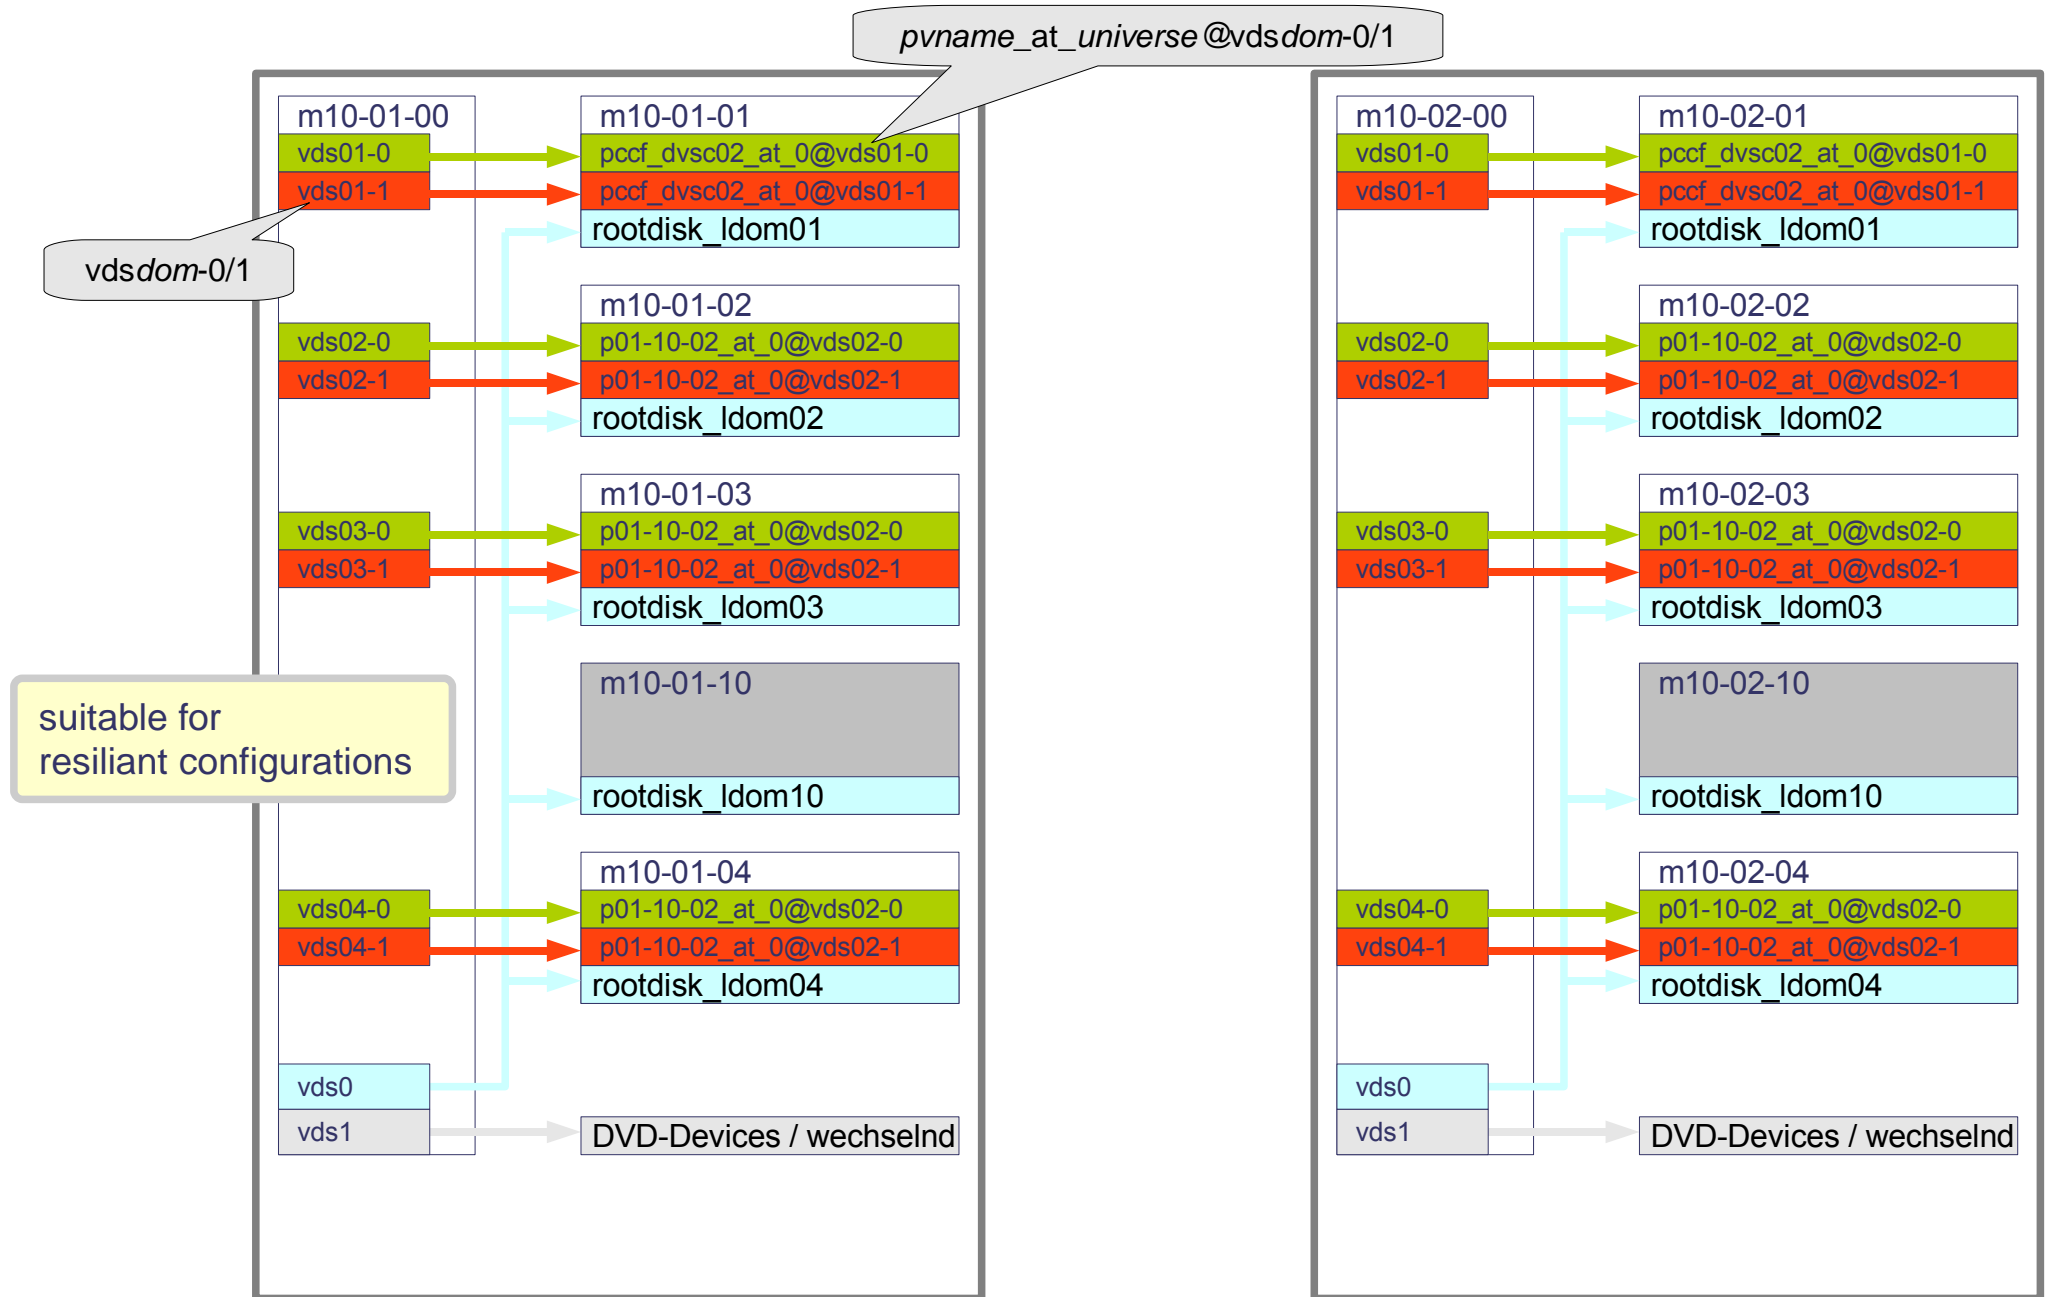 pvname_at_universe@vdsdom-0/1
m10-01-00
vds01-0
vds01-1
vdsdom-0/1
vds02-0
vds02-1
vds03-0
vds03-1
suitable for
resiliant configurations
vds04-0
vds04-1
vds0
vds1
m10-01-01
pccf_dvsc02_at_0@vds01-0
pccf_dvsc02_at_0@vds01-1
rootdisk_ldom01
m10-01-02
p01-10-02_at_0@vds02-0
p01-10-02_at_0@vds02-1
rootdisk_ldom02
m10-01-03
p01-10-02_at_0@vds02-0
p01-10-02_at_0@vds02-1
rootdisk_ldom03
m10-01-10
rootdisk_ldom10
m10-01-04
p01-10-02_at_0@vds02-0
p01-10-02_at_0@vds02-1
rootdisk_ldom04
DVD-Devices / wechselnd
m10-02-00
vds01-0
vds01-1
vds02-0
vds02-1
vds03-0
vds03-1
vds04-0
vds04-1
vds0
vds1
m10-02-01
pccf_dvsc02_at_0@vds01-0
pccf_dvsc02_at_0@vds01-1
rootdisk_ldom01
m10-02-02
p01-10-02_at_0@vds02-0
p01-10-02_at_0@vds02-1
rootdisk_ldom02
m10-02-03
p01-10-02_at_0@vds02-0
p01-10-02_at_0@vds02-1
rootdisk_ldom03
m10-02-10
rootdisk_ldom10
m10-02-04
p01-10-02_at_0@vds02-0
p01-10-02_at_0@vds02-1
rootdisk_ldom04
DVD-Devices / wechselnd